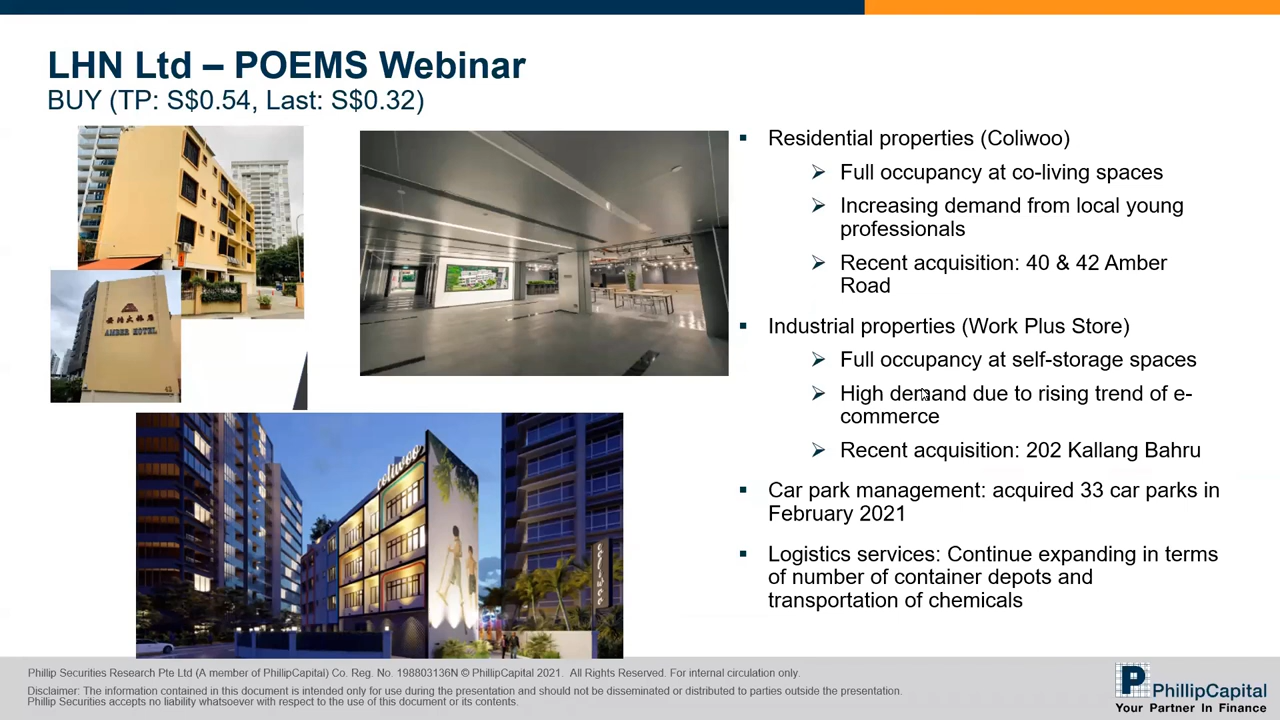 LHN Ltd – POEMS Webinar
BUY (TP: S$0.54, Last: S$0.32)
AMBER HOTEL
42
coliwoo
coliwoo
▪ Residential properties (Coliwoo)
➢ Full occupancy at co-living spaces
➢ Increasing demand from local young
professionals
➢ Recent acquisition: 40 & 42 Amber
Road
▪ Industrial properties (Work Plus Store)
➢ Full occupancy at self-storage spaces
➢ High demand due to rising trend of e-
commerce
➢ Recent acquisition: 202 Kallang Bahru
▪ Car park management: acquired 33 car parks in
February 2021
▪ Logistics services: Continue expanding in terms
of number of container depots and
transportation of chemicals
Phillip Securities Research Pte Ltd (A member of PhillipCapital) Co. Reg. No. 198803136N © PhillipCapital 2021. All Rights Reserved. For internal circulation only.
Disclaimer: The information contained in this document is intended only for use during the presentation and should not be disseminated or distributed to parties outside the presentation.
Phillip Securities accepts no liability whatsoever with respect to the use of this document or its contents.
P PhillipCapital
Your Partner In Finance